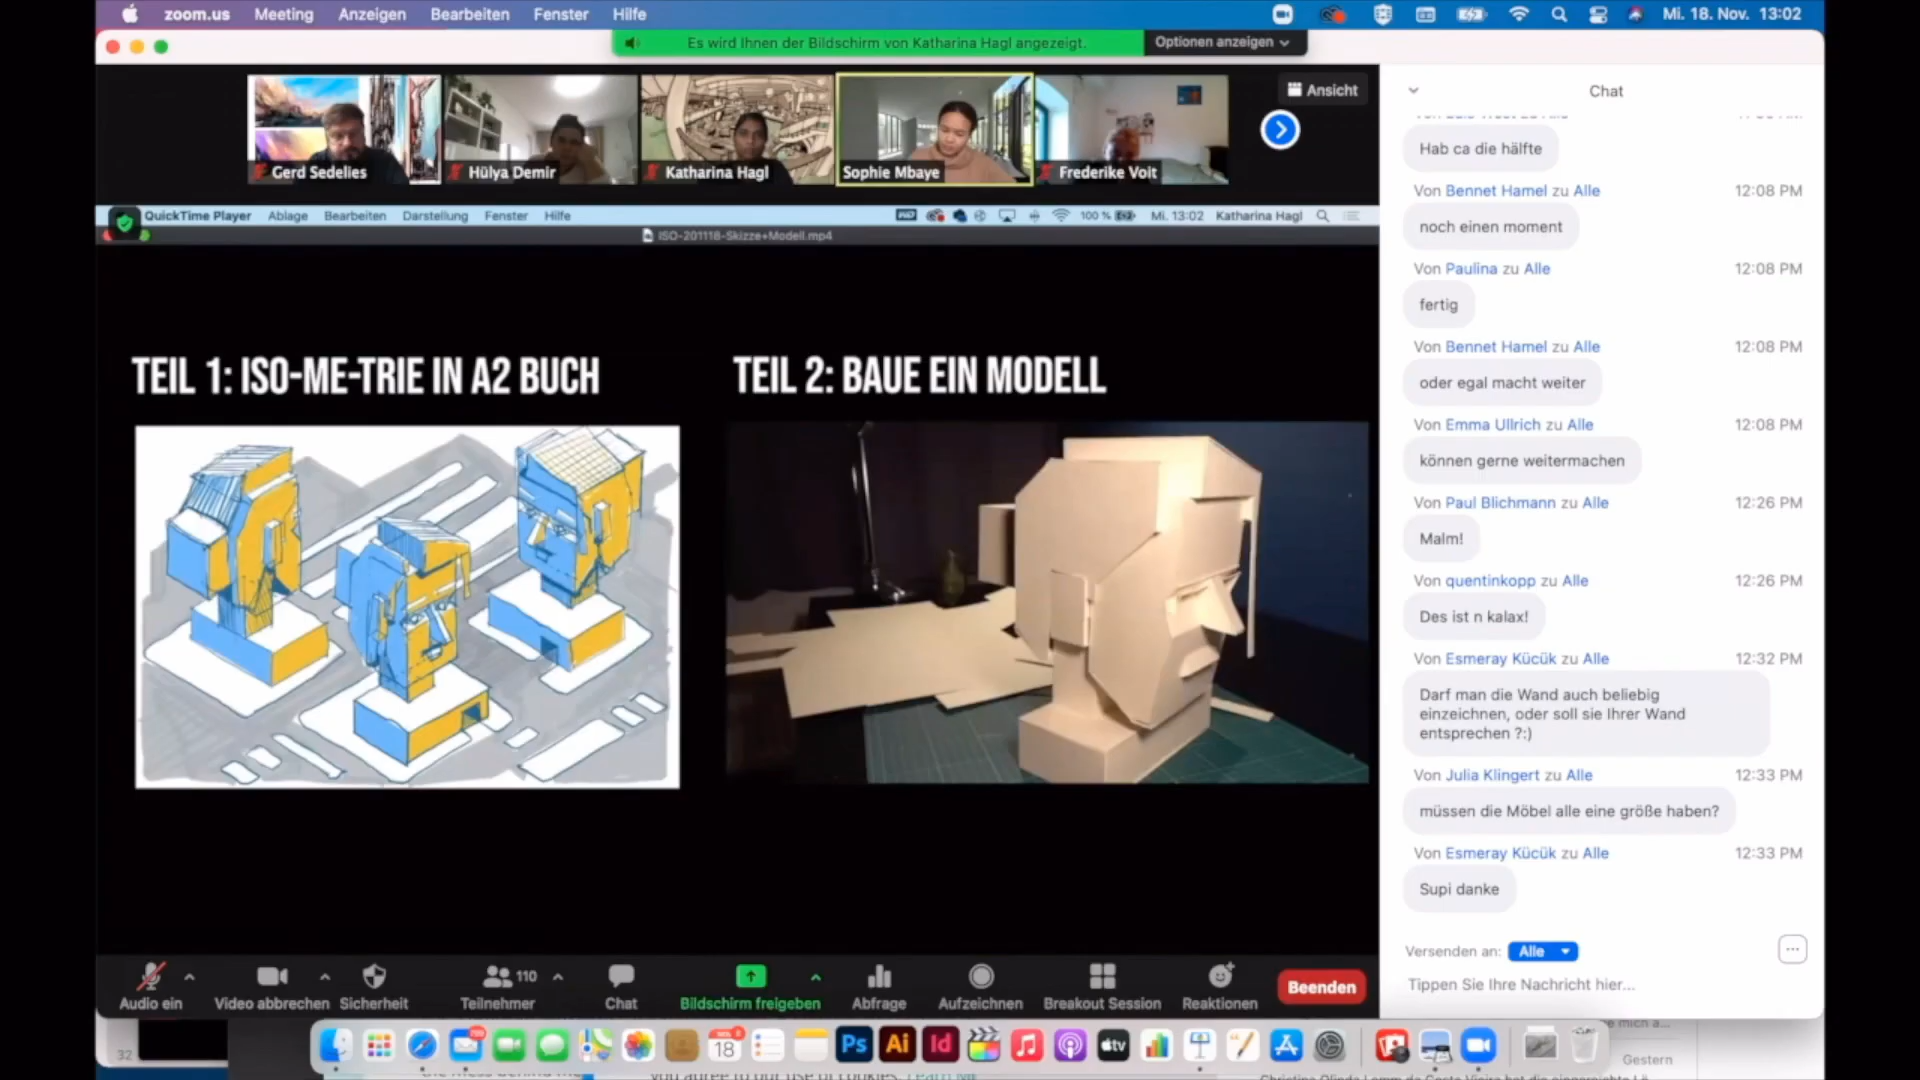 zoom.us Meeting Anzeigen Bearbeiten Fenster Hilfe
Mi. 18. Nov. 13:02
Es wird Ihnen der Bildschirm von Katharina Hagl angezeigt.
Optionen anzeigen
Ansicht
Gerd Sedelies
Hülya Demir
Katharina Hagl
Sophie Mbaye
Frederike Voit
QuickTime Player Ablage Bearbeiten Darstellung Fenster Hilfe
100 % Mi. 13:02 Katharina Hagl
ISO-201118-Skizze+Modell.mp4
TEIL 1: ISO-ME-TRIE IN A2 BUCH
TEIL 2: BAUE EIN MODELL
Chat
Hab ca die hälfte
Von Bennet Hamel zu Alle 12:08 PM
noch einen moment
Von Paulina zu Alle 12:08 PM
fertig
Von Bennet Hamel zu Alle 12:08 PM
oder egal macht weiter
Von Emma Ullrich zu Alle 12:08 PM
können gerne weitermachen
Von Paul Blichmann zu Alle 12:26 PM
Malm!
Von quentinkopp zu Alle 12:26 PM
Des ist n kalax!
Von Esmeray Kücük zu Alle 12:32 PM
Darf man die Wand auch beliebig
einzeichnen, oder soll sie Ihrer Wand
entsprechen ?:)
Von Julia Klingert zu Alle 12:33 PM
müssen die Möbel alle eine größe haben?
Von Esmeray Kücük zu Alle 12:33 PM
Supi danke
Versenden an: Alle
Tippen Sie Ihre Nachricht hier...
Audio ein
Video abbrechen
Sicherheit
110
Teilnehmer
Chat
Bildschirm freigeben
Abfrage
Aufzeichnen
Breakout Session
Reaktionen
Beenden
32
18
Ps
Ai
Id
tv
Gestern